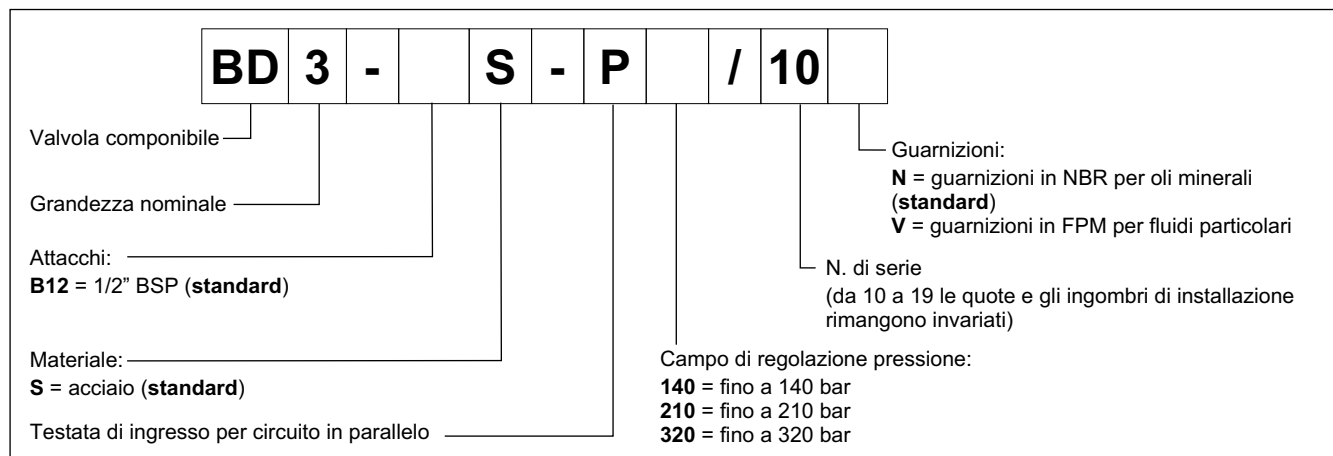 BD 3 - S - P / 10
Valvola componibile
Grandezza nominale
Attacchi:
B12 = 1/2” BSP (standard)
Materiale:
S = acciaio (standard)
Testata di ingresso per circuito in parallelo
Guarnizioni:
N = guarnizioni in NBR per oli minerali
(standard)
V = guarnizioni in FPM per fluidi particolari
N. di serie
(da 10 a 19 le quote e gli ingombri di installazione
rimangono invariati)
Campo di regolazione pressione:
140 = fino a 140 bar
210 = fino a 210 bar
320 = fino a 320 bar